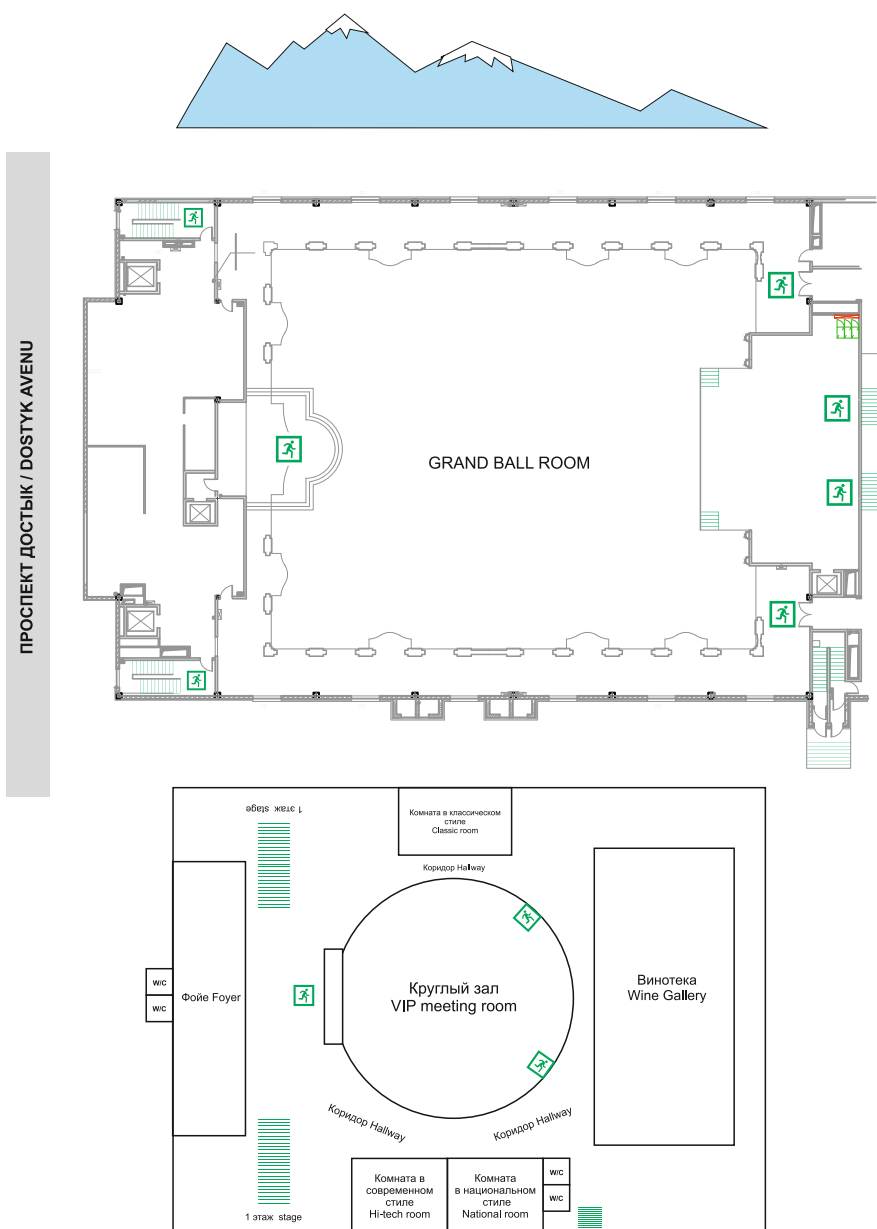 ПРОСПЕКТ ДОСТЫК / DOSTYK AVENU
GRAND BALL ROOM
1 этаж stage
Комната в классическом
стиле
Classic room
Коридор Hallway
W/C
W/C
Фойе Foyer
Круглый зал
VIP meeting room
Винотека
Wine Gallery
Коридор Hallway
Коридор Hallway
Комната в
современном
стиле
Hi-tech room
Комната
в национальном
стиле
National room
W/C
W/C
1 этаж stage